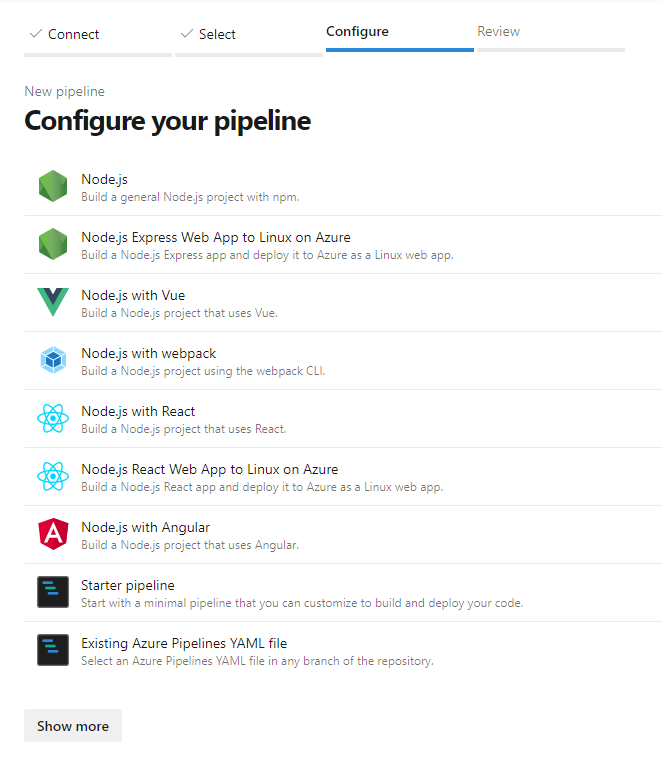 Connect
Select
Configure
Review
New pipeline
Configure your pipeline
Node.js
Build a general Node.js project with npm.
Node.js Express Web App to Linux on Azure
Build a Node.js Express app and deploy it to Azure as a Linux web app.
Node.js with Vue
Build a Node.js project that uses Vue.
Node.js with webpack
Build a Node.js project using the webpack CLI.
Node.js with React
Build a Node.js project that uses React.
Node.js React Web App to Linux on Azure
Build a Node.js React app and deploy it to Azure as a Linux web app.
Node.js with Angular
Build a Node.js project that uses Angular.
Starter pipeline
Start with a minimal pipeline that you can customize to build and deploy your code.
Existing Azure Pipelines YAML file
Select an Azure Pipelines YAML file in any branch of the repository.
Show more